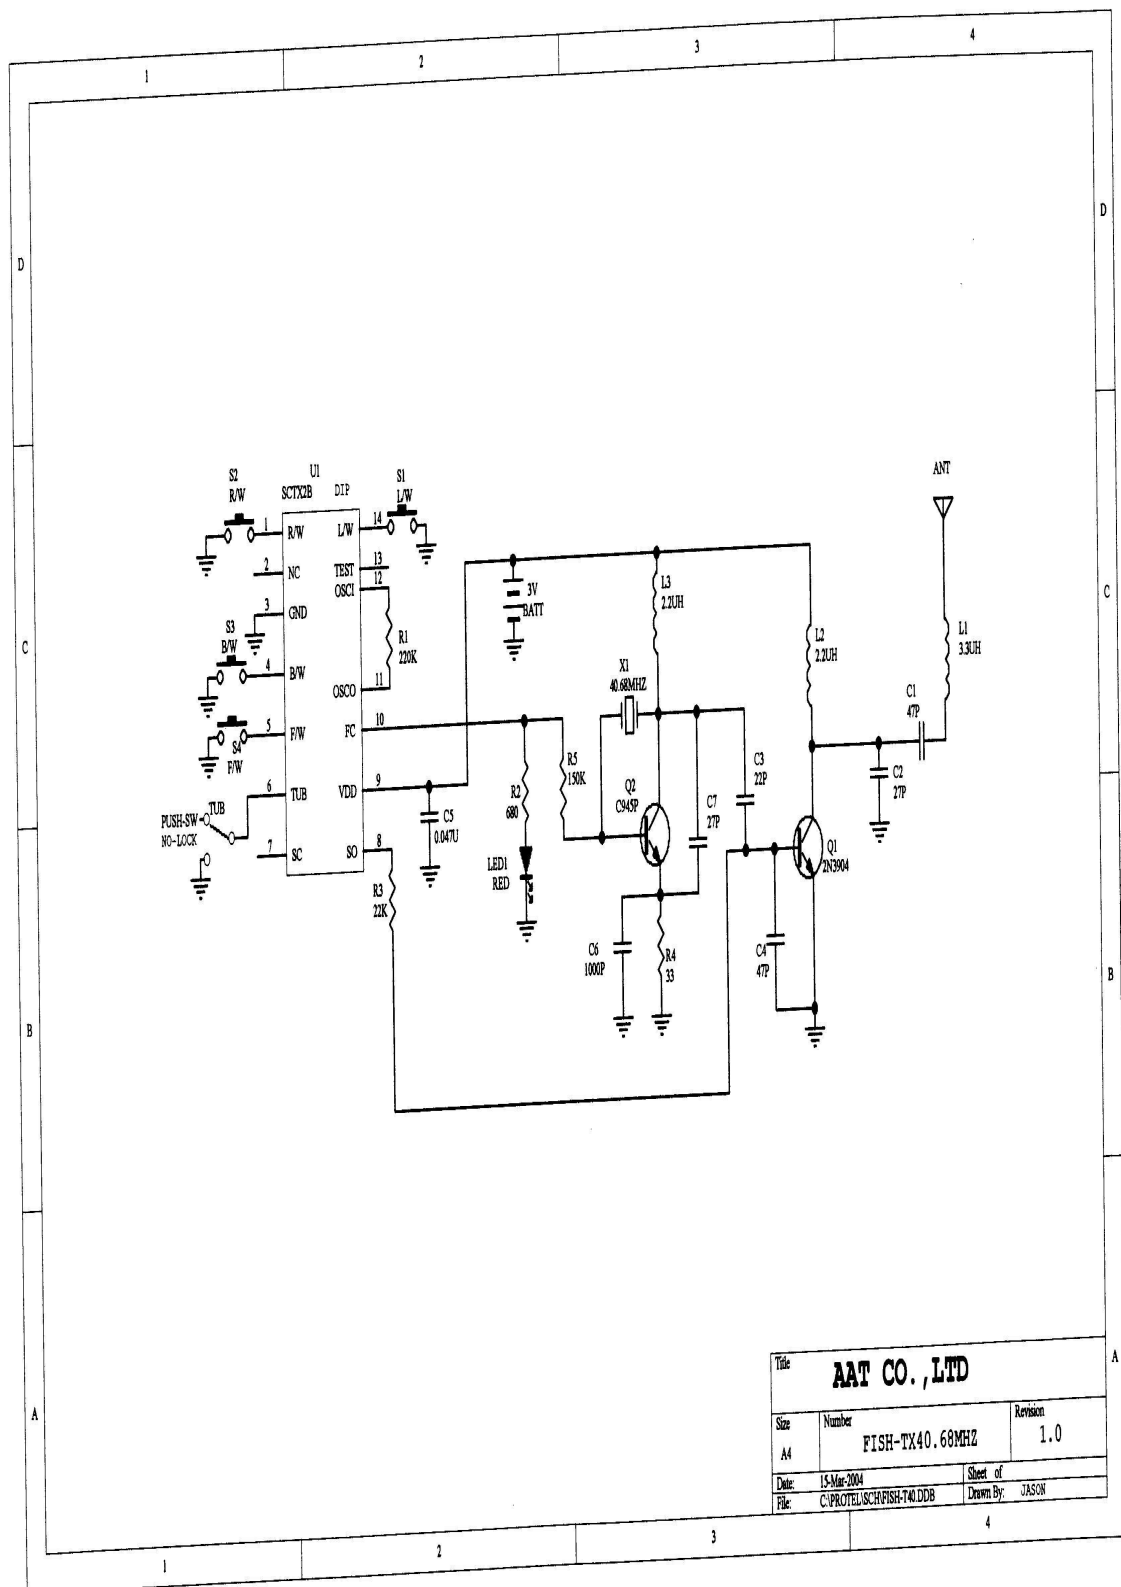 1
2
3
4
D
D
C
C
B
B
A
A
S2
R/W
U1
SCTX2B DIP
S1
L/W
1 R/W
L/W 14
2 NC
TEST 13
OSCI 12
3 GND
R1
220K
S3
B/W
4 B/W
OSCO 11
5 F/W
FC 10
S4
F/W
6 TUB
VDD 9
TUB
PUSH-SW
NO-LOCK
7 SC
SO 8
R3
22K
C5
0.047U
3V
BATT
R2
680
LED1
RED
R5
150K
L3
2.2UH
X1
40.68MHZ
Q2
C945P
C7
27P
C3
22P
C6
1000P
R4
33
C4
47P
L2
2.2UH
Q1
2N3904
C2
27P
C1
47P
L1
3.3UH
ANT
Title
AAT CO.,LTD
Size
A4
Number
FISH-TX40.68MHZ
Revision
1.0
Date: 15-Mar-2004
Sheet of
File: C:\PROTEL\SCH\FISH-T40.DDB
Drawn By: JASON
1
2
3
4